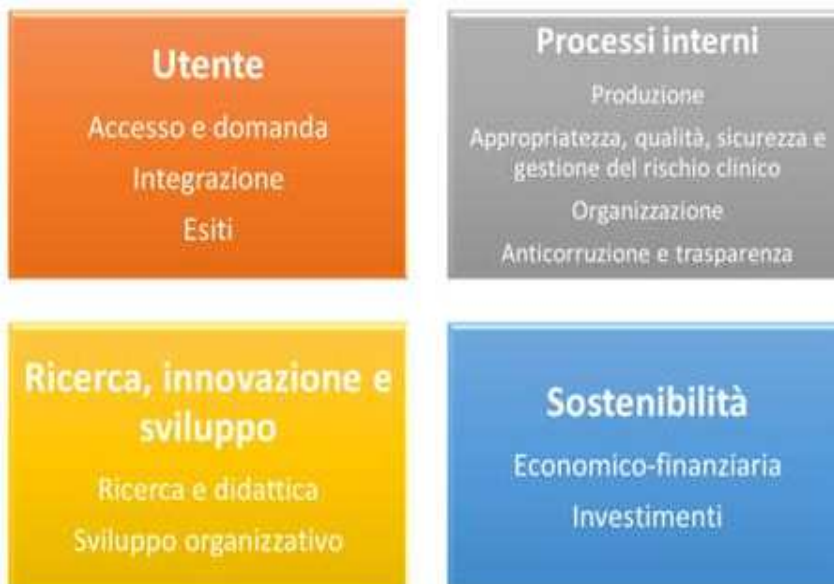 Utente
Accesso e domanda
Integrazione
Esiti
Processi interni
Produzione
Appropriatezza, qualità, sicurezza e
gestione del rischio clinico
Organizzazione
Anticorruzione e trasparenza
Ricerca, innovazione e
sviluppo
Ricerca e didattica
Sviluppo organizzativo
Sostenibilità
Economico-finanziaria
Investimenti